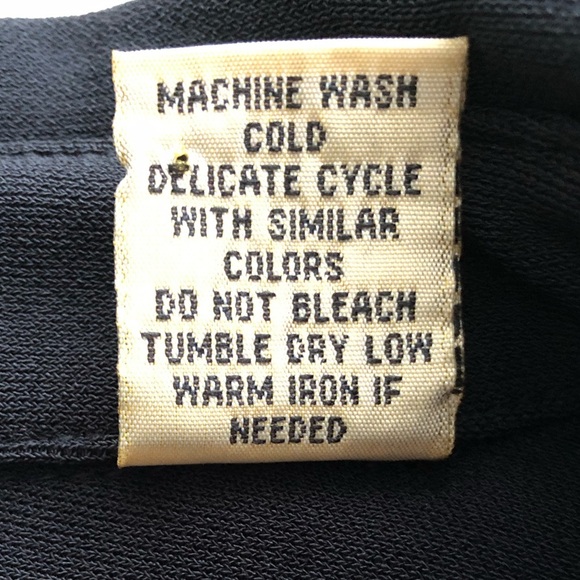 MACHINE WASH
COLD
DELICATE CYCLE
WITH SIMILAR
COLORS
DO NOT BLEACH
TUMBLE DRY LOW
WARM IRON IF
NEEDED